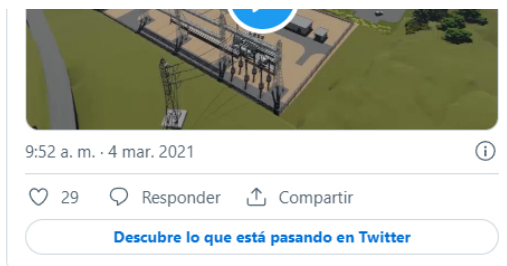 9:52 a. m. · 4 mar. 2021
29 Responder Compartir
Descubre lo que está pasando en Twitter